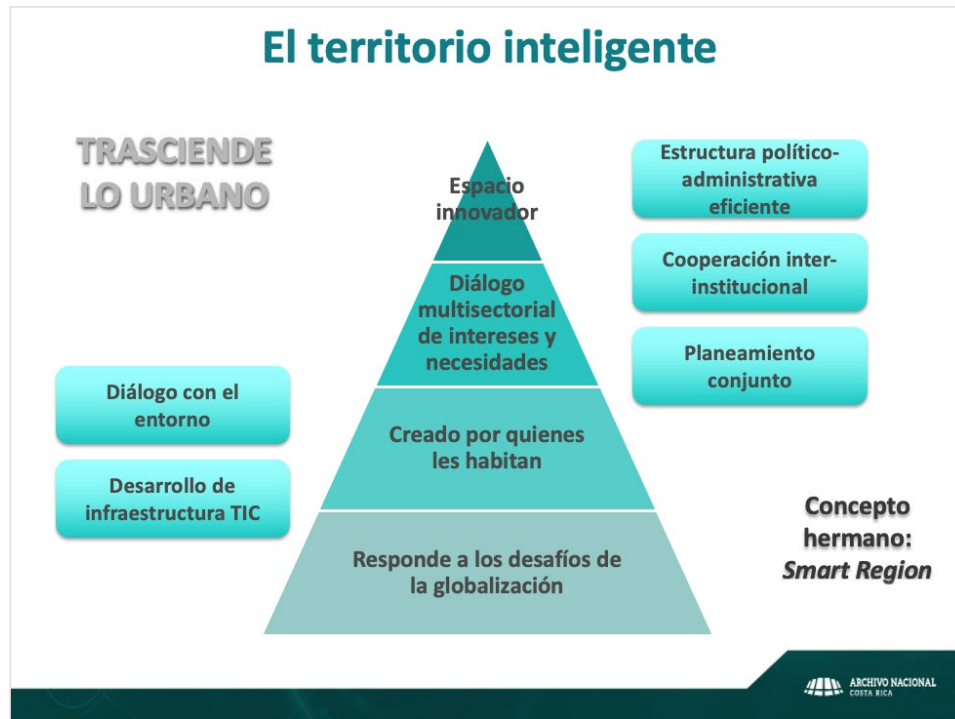 El territorio inteligente
TRASCIENDE
LO URBANO
Espacio
innovador
Diálogo
multisectorial
de intereses y
necesidades
Creado por quienes
les habitan
Responde a los desafíos de
la globalización
Diálogo con el
entorno
Desarrollo de
infraestructura TIC
Estructura político-
administrativa
eficiente
Cooperación inter-
institucional
Planeamiento
conjunto
Concepto
hermano:
Smart Region
ARCHIVO NACIONAL
COSTA RICA